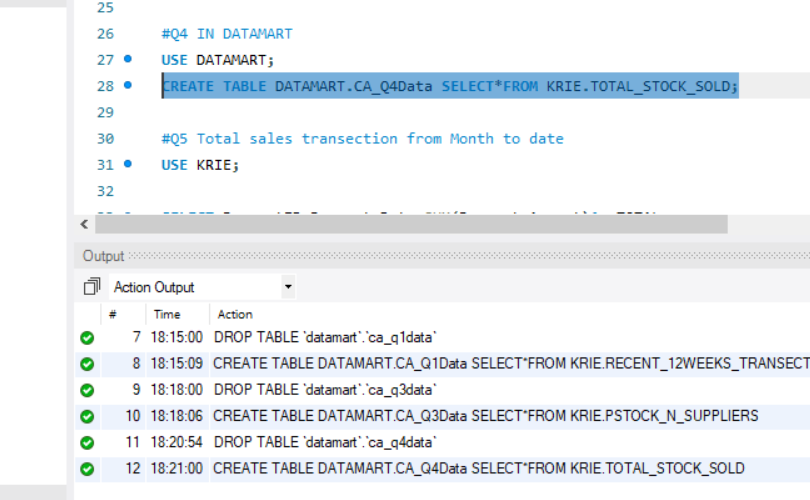 25
26 #Q4 IN DATAMART
27 USE DATAMART;
28 CREATE TABLE DATAMART.CA_Q4Data SELECT*FROM KRIE.TOTAL_STOCK_SOLD;
29
30 #Q5 Total sales transection from Month to date
31 USE KRIE;
32
Output
Action Output
# Time Action
7 18:15:00 DROP TABLE `datamart`.`ca_q1data`
8 18:15:09 CREATE TABLE DATAMART.CA_Q1Data SELECT*FROM KRIE.RECENT_12WEEKS_TRANSECT
9 18:18:00 DROP TABLE `datamart`.`ca_q3data`
10 18:18:06 CREATE TABLE DATAMART.CA_Q3Data SELECT*FROM KRIE.PSTOCK_N_SUPPLIERS
11 18:20:54 DROP TABLE `datamart`.`ca_q4data`
12 18:21:00 CREATE TABLE DATAMART.CA_Q4Data SELECT*FROM KRIE.TOTAL_STOCK_SOLD